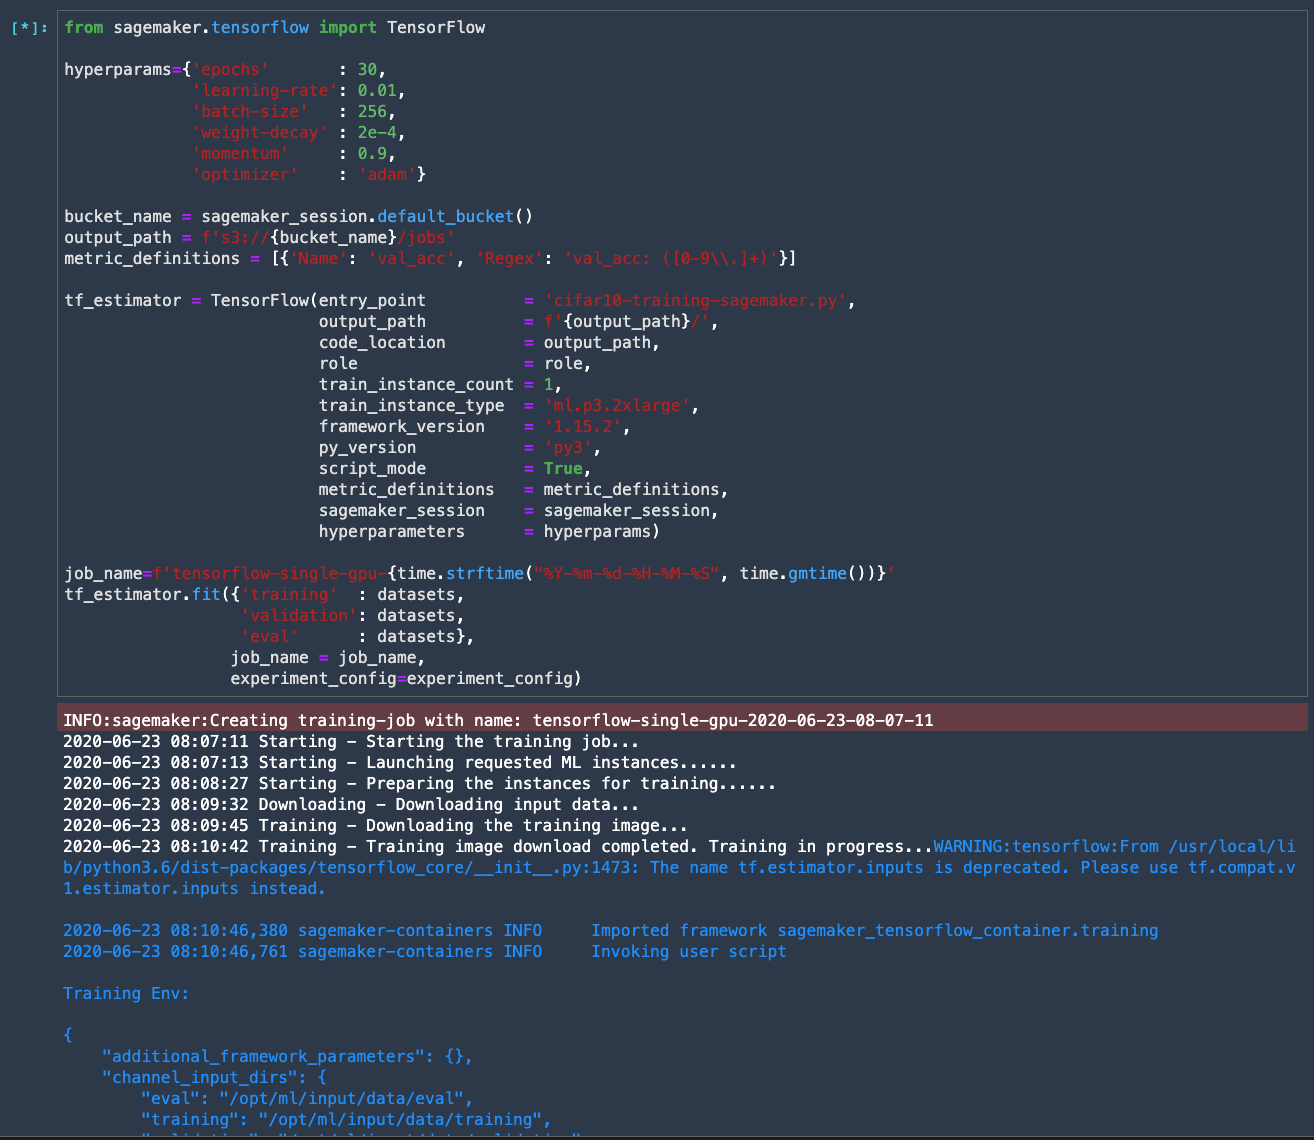 [*]: from sagemaker.tensorflow import TensorFlow
hyperparams={'epochs'       : 30,
             'learning-rate': 0.01,
             'batch-size'   : 256,
             'weight-decay' : 2e-4,
             'momentum'     : 0.9,
             'optimizer'    : 'adam'}
bucket_name = sagemaker_session.default_bucket()
output_path = f's3://{bucket_name}/jobs'
metric_definitions = [{'Name': 'val_acc', 'Regex': 'val_acc: ([0-9\\.]+)'}]
tf_estimator = TensorFlow(entry_point          = 'cifar10-training-sagemaker.py',
                          output_path          = f'{output_path}/',
                          code_location        = output_path,
                          role                 = role,
                          train_instance_count = 1,
                          train_instance_type  = 'ml.p3.2xlarge',
                          framework_version    = '1.15.2',
                          py_version           = 'py3',
                          script_mode          = True,
                          metric_definitions   = metric_definitions,
                          sagemaker_session    = sagemaker_session,
                          hyperparameters      = hyperparams)
job_name=f'tensorflow-single-gpu-{time.strftime("%Y-%m-%d-%H-%M-%S", time.gmtime())}'
tf_estimator.fit({'training'  : datasets,
                  'validation': datasets,
                  'eval'      : datasets},
                 job_name = job_name,
                 experiment_config=experiment_config)
INFO:sagemaker:Creating training-job with name: tensorflow-single-gpu-2020-06-23-08-07-11
2020-06-23 08:07:11 Starting - Starting the training job...
2020-06-23 08:07:13 Starting - Launching requested ML instances......
2020-06-23 08:08:27 Starting - Preparing the instances for training......
2020-06-23 08:09:32 Downloading - Downloading input data...
2020-06-23 08:09:45 Training - Downloading the training image...
2020-06-23 08:10:42 Training - Training image download completed. Training in progress...WARNING:tensorflow:From /usr/local/li
b/python3.6/dist-packages/tensorflow_core/__init__.py:1473: The name tf.estimator.inputs is deprecated. Please use tf.compat.v
1.estimator.inputs instead.
2020-06-23 08:10:46,380 sagemaker-containers INFO     Imported framework sagemaker_tensorflow_container.training
2020-06-23 08:10:46,761 sagemaker-containers INFO     Invoking user script
Training Env:
{
    "additional_framework_parameters": {},
    "channel_input_dirs": {
        "eval": "/opt/ml/input/data/eval",
        "training": "/opt/ml/input/data/training",